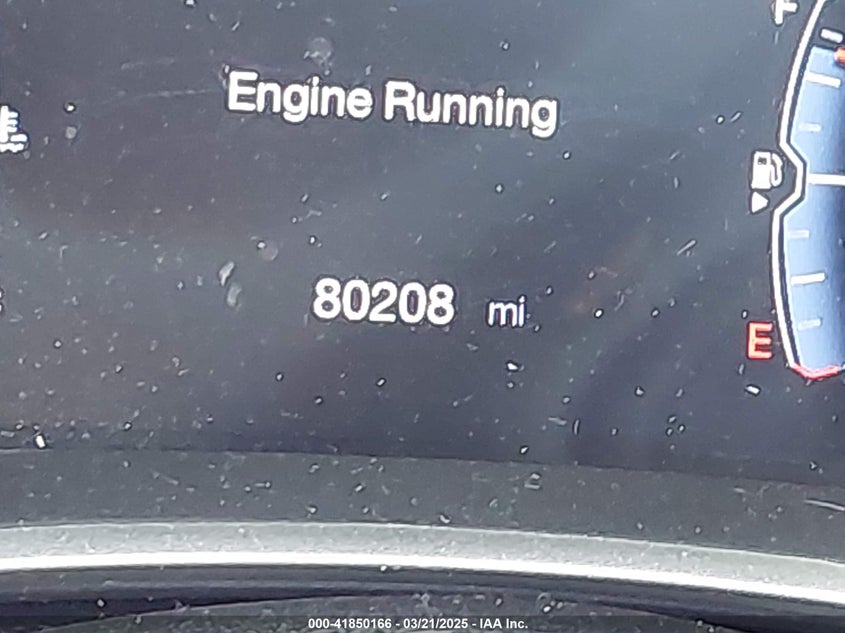 F
Engine Running
80208 mi
E
000-41850166 - 03/21/2025 - IAA Inc.